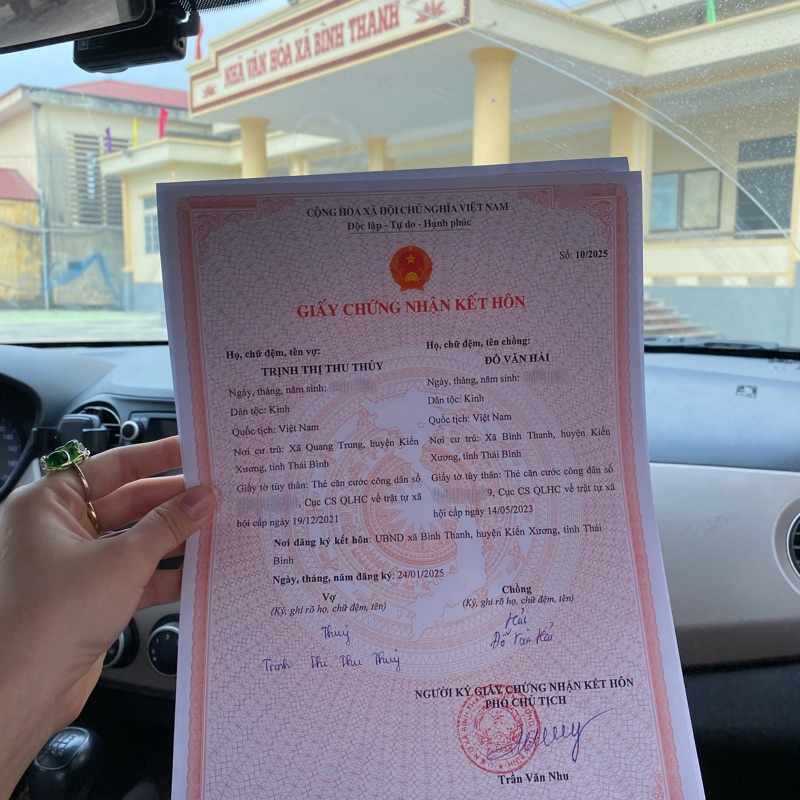 NHÀ VĂN HÓA XÃ BÌNH THANH
CỘNG HÒA XÃ HỘI CHỦ NGHĨA VIỆT NAM
Độc lập - Tự do - Hạnh phúc
Số: 10/2025
GIẤY CHỨNG NHẬN KẾT HÔN
Họ, chữ đệm, tên vợ:
TRỊNH THỊ THU THỦY
Ngày, tháng, năm sinh:
Dân tộc: Kinh
Quốc tịch: Việt Nam
Nơi cư trú: Xã Quang Trung, huyện Kiến
Xương, tỉnh Thái Bình
Giấy tờ tùy thân: Thẻ căn cước công dân số
, Cục CS QLHC về trật tự xã
hội cấp ngày 19/12/2021
Họ, chữ đệm, tên chồng:
ĐỖ VĂN HẢI
Ngày, tháng, năm sinh:
Dân tộc: Kinh
Quốc tịch: Việt Nam
Nơi cư trú: Xã Bình Thanh, huyện Kiến
Xương, tỉnh Thái Bình
Giấy tờ tùy thân: Thẻ căn cước công dân số
9, Cục CS QLHC về trật tự xã
hội cấp ngày 14/05/2023
Nơi đăng ký kết hôn: UBND xã Bình Thanh, huyện Kiến Xương, tỉnh Thái
Bình
Ngày, tháng, năm đăng ký: 24/01/2025
Vợ
(Ký, ghi rõ họ, chữ đệm, tên)
Thuỷ
Trịnh Thị Thu Thuỷ
Chồng
(Ký, ghi rõ họ, chữ đệm, tên)
Hải
Đỗ Văn Hải
NGƯỜI KÝ GIẤY CHỨNG NHẬN KẾT HÔN
PHÓ CHỦ TỊCH
Trần Văn Nhu